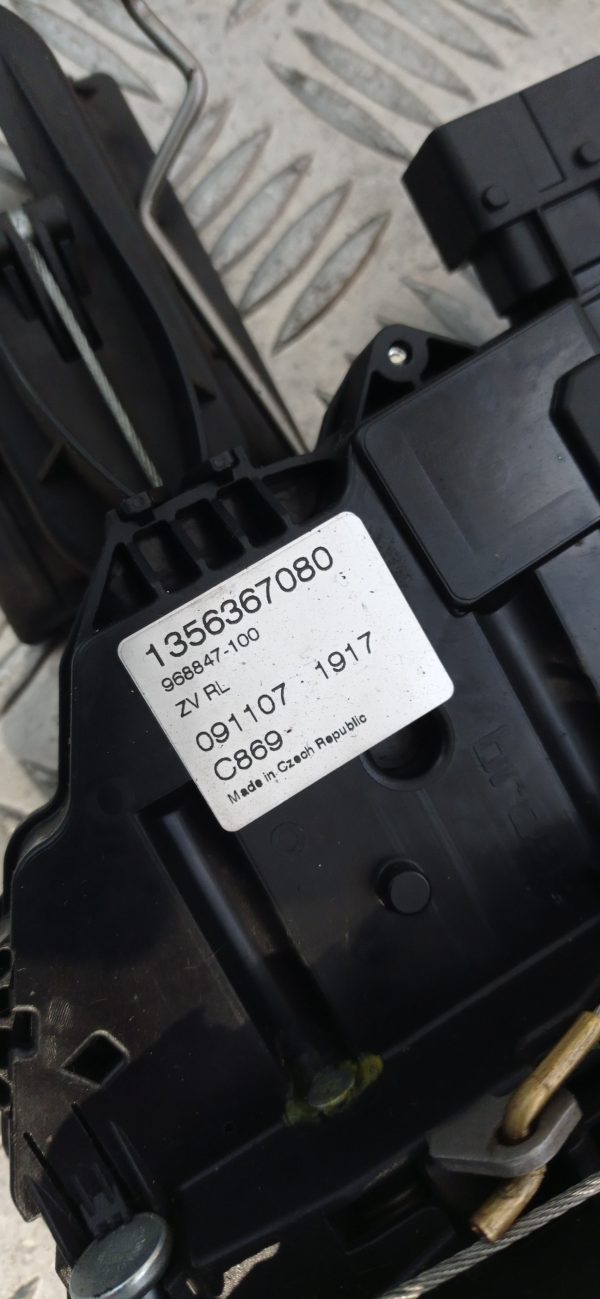 1356367080
968847-100
ZV RL
091107 1917
C869
Made in Czech Republic